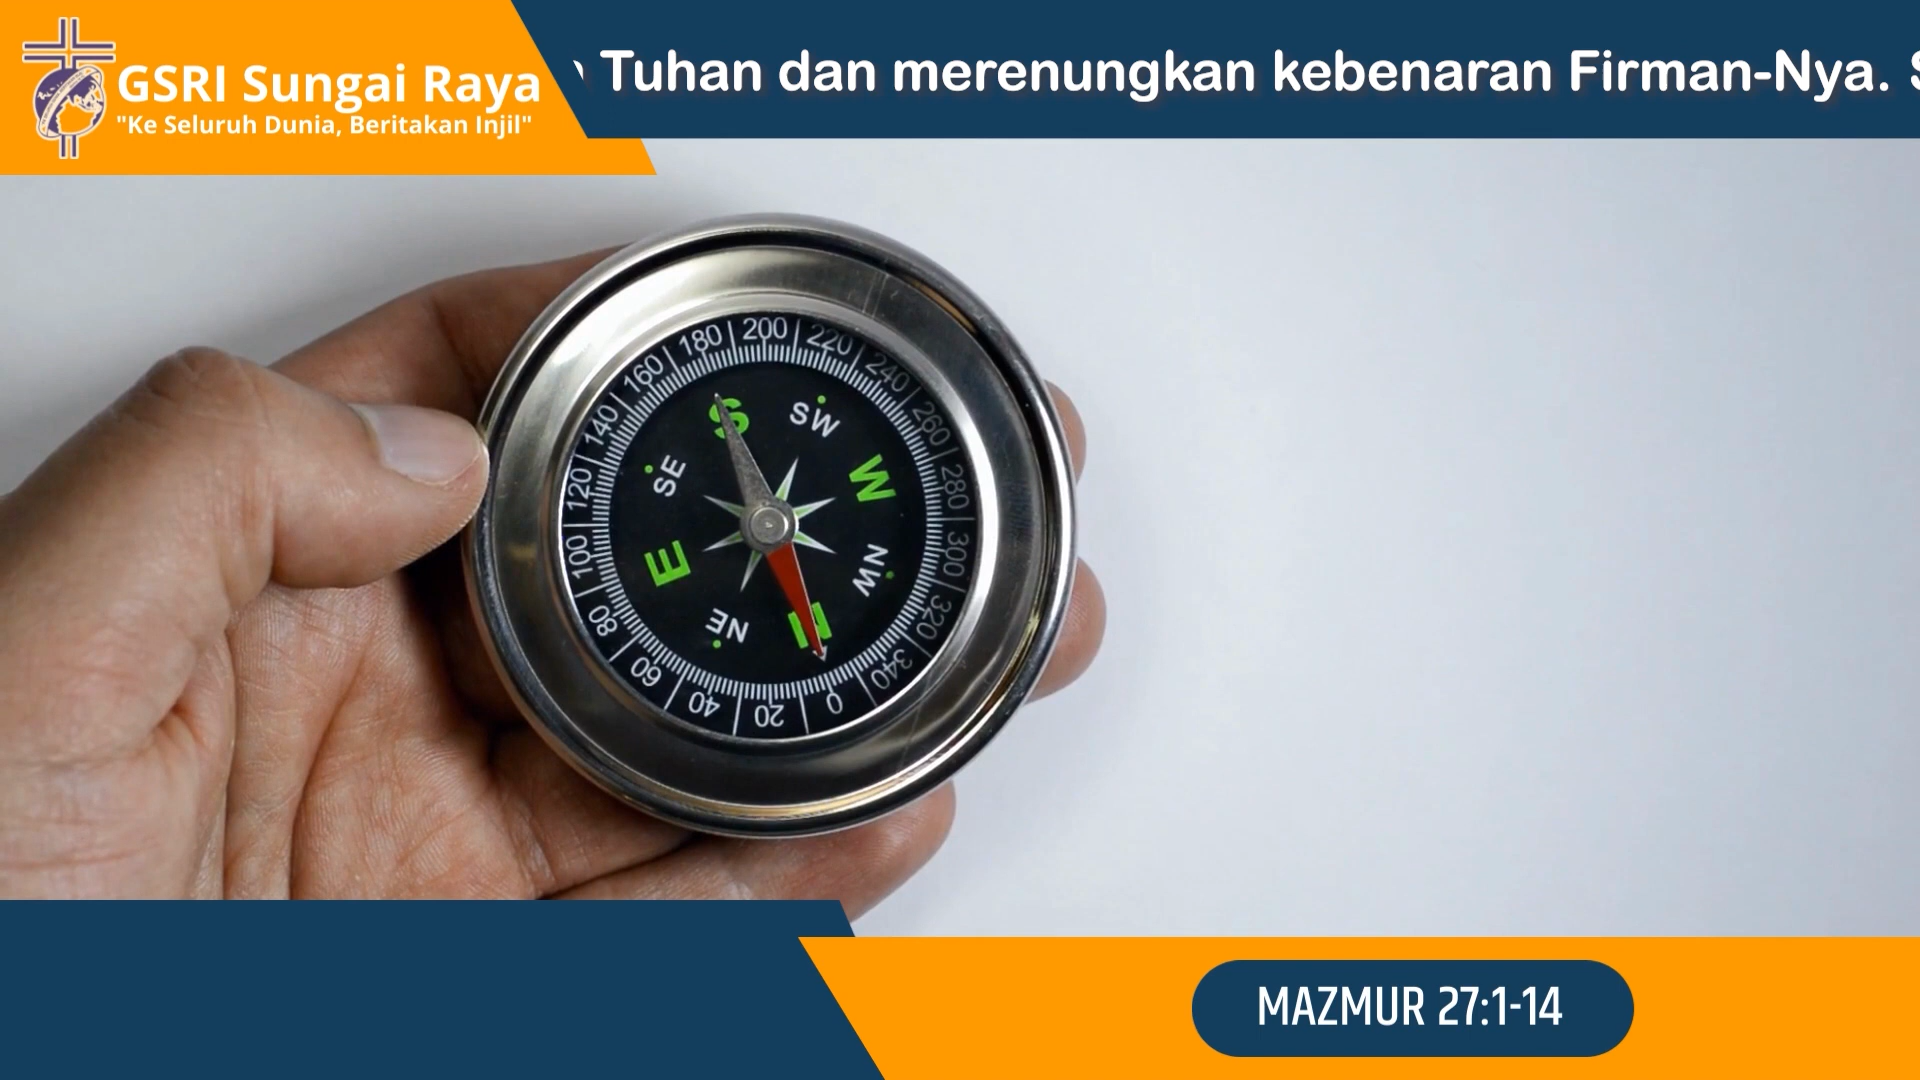 GSRI Sungai Raya
"Ke Seluruh Dunia, Beritakan Injil"
Tuhan dan merenungkan kebenaran Firman-Nya.
180 200 220
160 240
140 260
120 280
100 300
80 320
60 340
40 20 0
S
SW
W
NW
N
NE
E
SE
MAZMUR 27:1-14